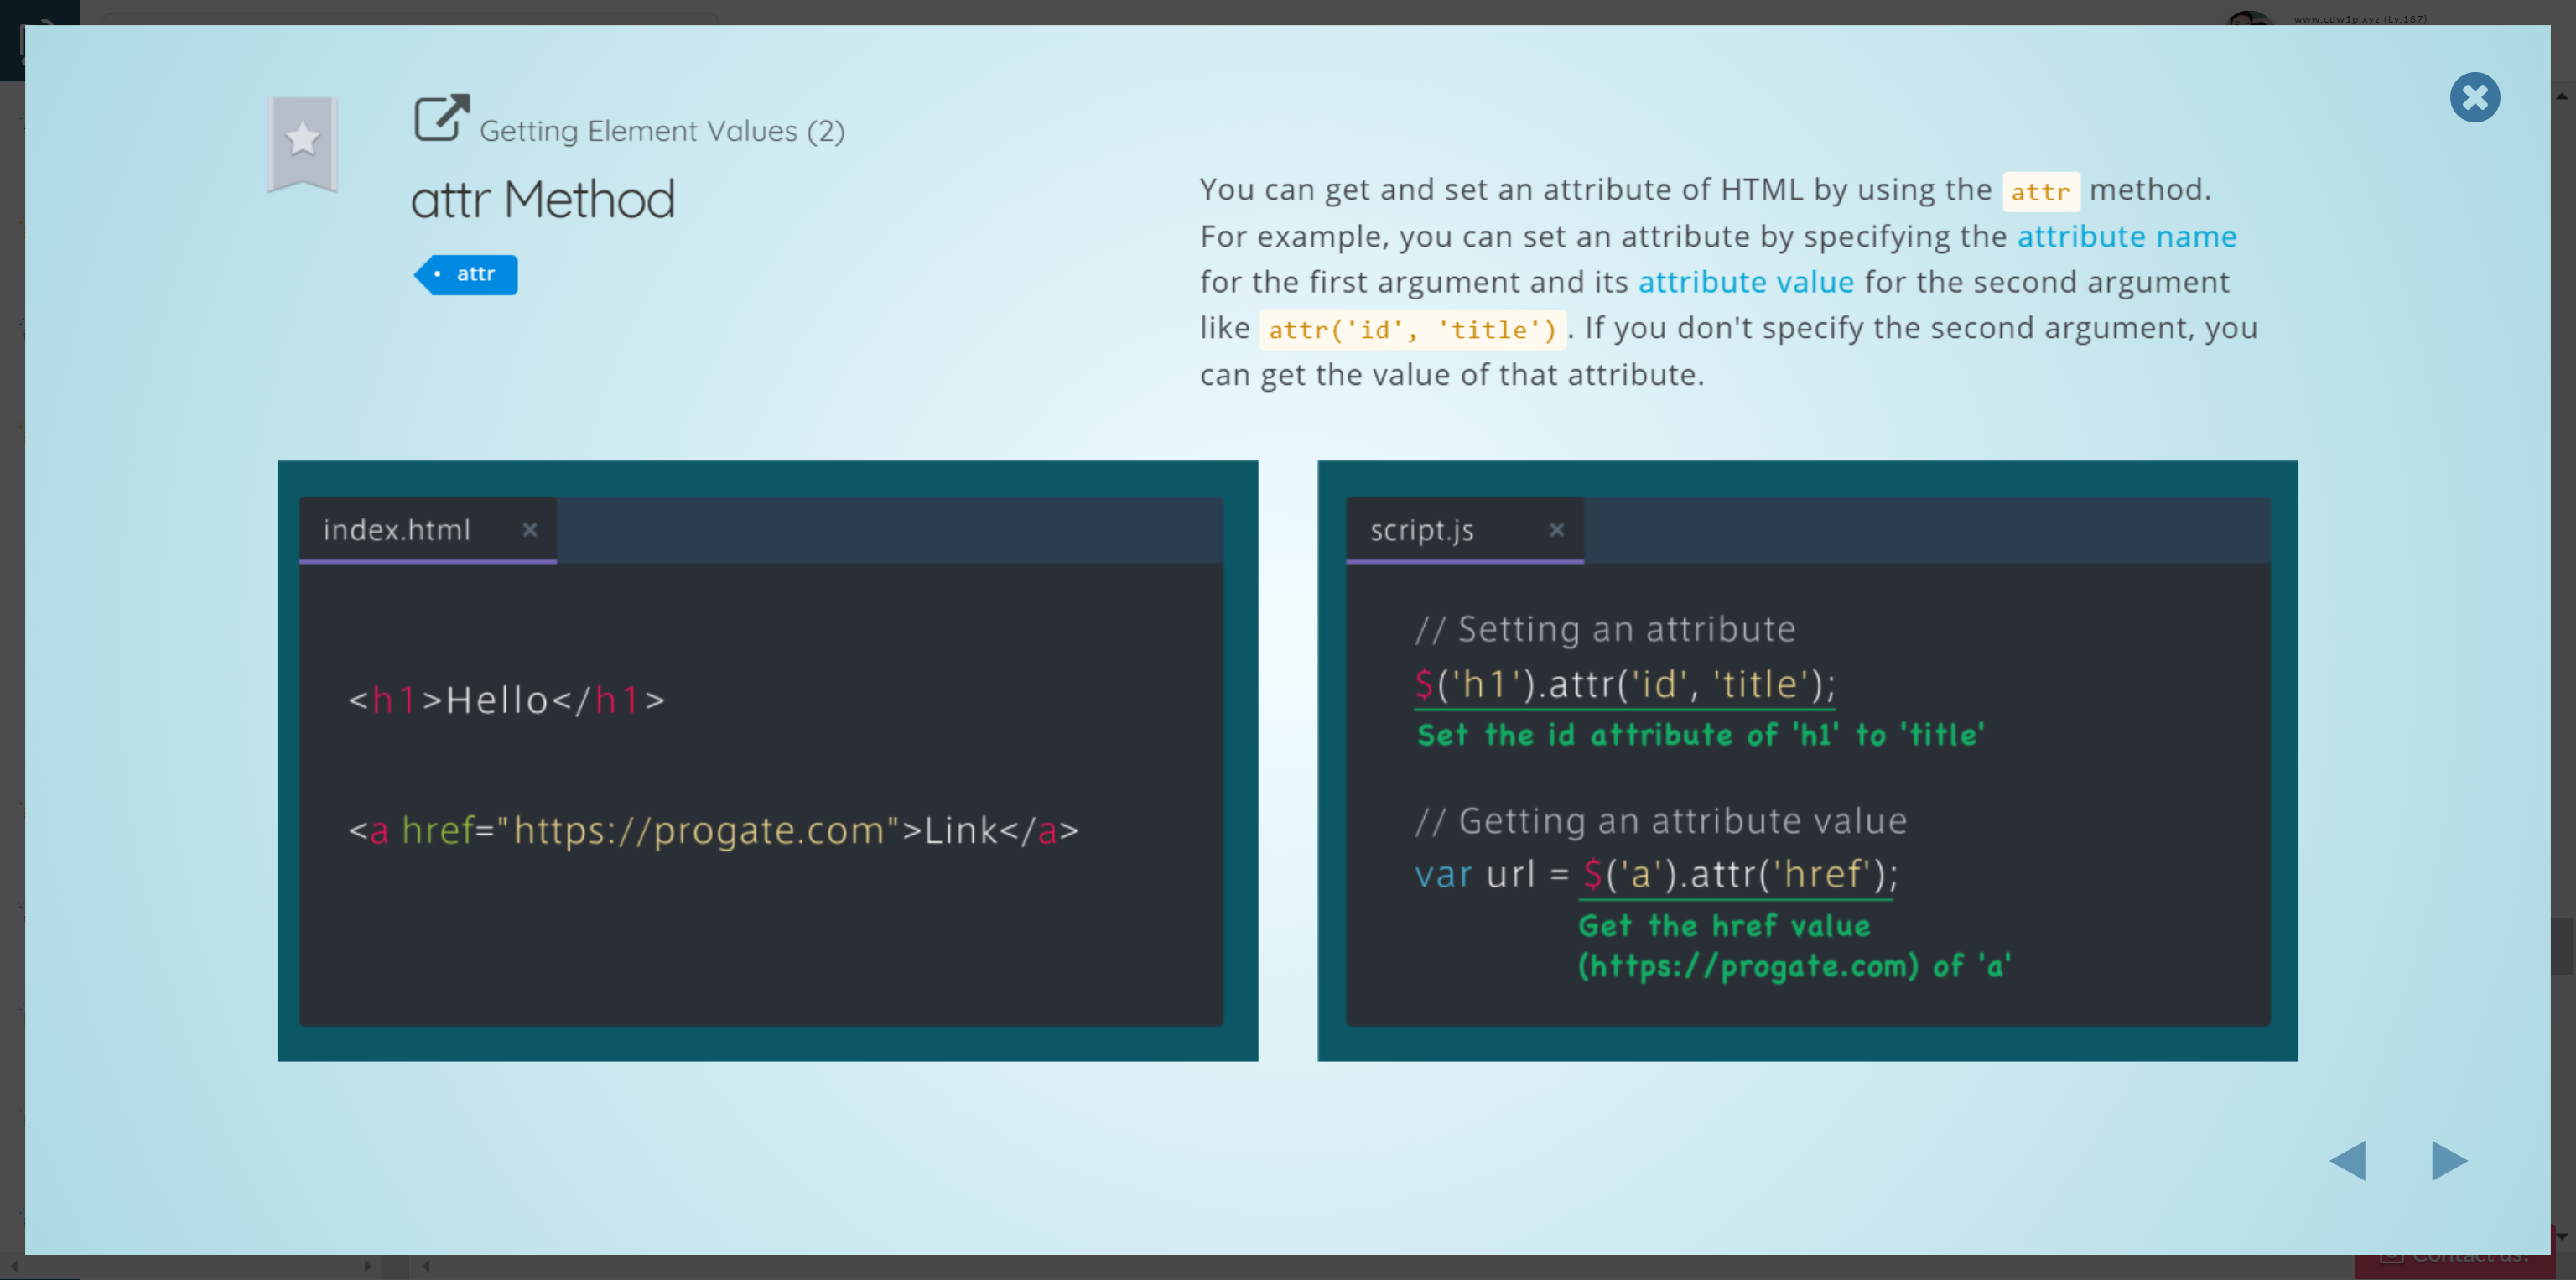 www.cdw1p.xyz (Lv.187)
Getting Element Values (2)
attr Method
attr
You can get and set an attribute of HTML by using the attr method.
For example, you can set an attribute by specifying the attribute name
for the first argument and its attribute value for the second argument
like attr('id', 'title'). If you don't specify the second argument, you
can get the value of that attribute.
index.html
<h1>Hello</h1>
<a href="https://progate.com">Link</a>
script.js
// Setting an attribute
$('h1').attr('id', 'title');
Set the id attribute of 'h1' to 'title'
// Getting an attribute value
var url = $('a').attr('href');
Get the href value
(https://progate.com) of 'a'
Contact us!